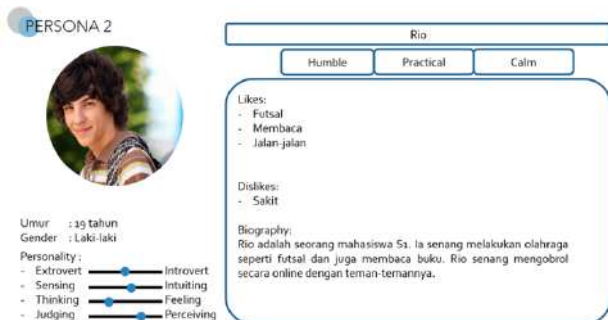 PERSONA 2
Rio
Humble Practical Calm
Likes:
- Futsal
- Membaca
- Jalan-jalan
Dislikes:
- Sakit
Biography:
Rio adalah seorang mahasiswa S1. Ia senang melakukan olahraga
seperti futsal dan juga membaca buku. Rio senang mengobrol
secara online dengan teman-temannya.
Umur : 19 tahun
Gender : Laki-laki
Personality :
- Extrovert Introvert
- Sensing Intuiting
- Thinking Feeling
- Judging Perceiving